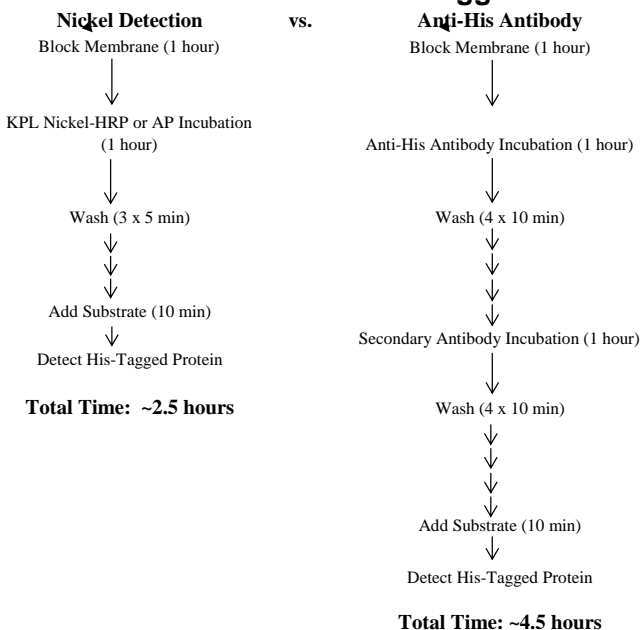 Nickel Detection vs. Anti-His Antibody
Block Membrane (1 hour)
KPL Nickel-HRP or AP Incubation
(1 hour)
Wash (3 x 5 min)
Add Substrate (10 min)
Detect His-Tagged Protein
Total Time: ~2.5 hours
Block Membrane (1 hour)
Anti-His Antibody Incubation (1 hour)
Wash (4 x 10 min)
Secondary Antibody Incubation (1 hour)
Wash (4 x 10 min)
Add Substrate (10 min)
Detect His-Tagged Protein
Total Time: ~4.5 hours